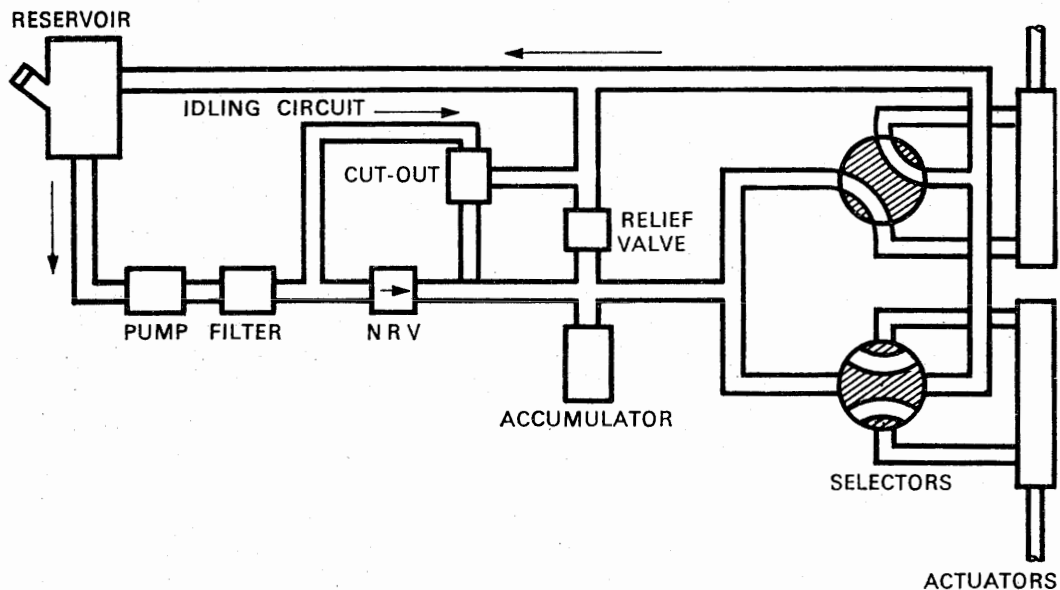 RESERVOIR
IDLING CIRCUIT
CUT-OUT
RELIEF
VALVE
PUMP
FILTER
N R V
ACCUMULATOR
SELECTORS
ACTUATORS